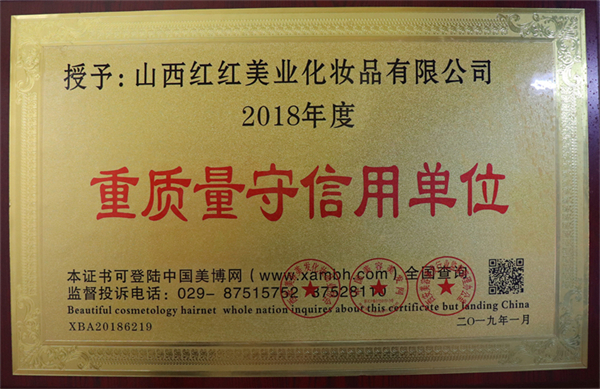 授予：山西红红美业化妆品有限公司
2018年度
重质量守信用单位
本证书可登陆中国美博网（www.xambh.com）全国查询
监督投诉电话：029- 87515752 87528110
Beautiful cosmetology hairnet whole nation inquires about this certificate but landing China
XBA20186219
二〇一九年一月